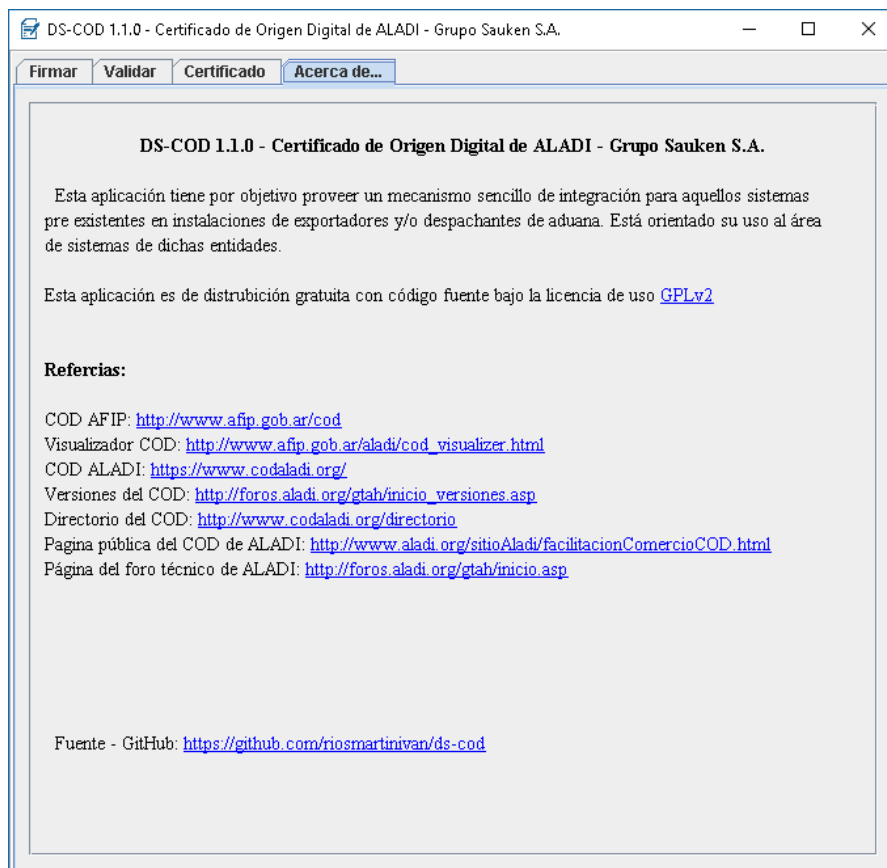 DS-COD 1.1.0 - Certificado de Origen Digital de ALADI - Grupo Sauken S.A.
Firmar Validar Certificado Acerca de...
DS-COD 1.1.0 - Certificado de Origen Digital de ALADI - Grupo Sauken S.A.
Esta aplicación tiene por objetivo proveer un mecanismo sencillo de integración para aquellos sistemas
pre existentes en instalaciones de exportadores y/o despachantes de aduana. Está orientado su uso al área
de sistemas de dichas entidades.
Esta aplicación es de distrubición gratuita con código fuente bajo la licencia de uso GPLv2
Refercias:
COD AFIP: http://www.afip.gob.ar/cod
Visualizador COD: http://www.afip.gob.ar/aladi/cod_visualizer.html
COD ALADI: https://www.codaladi.org/
Versiones del COD: http://foros.aladi.org/gtah/inicio_versiones.asp
Directorio del COD: http://www.codaladi.org/directorio
Pagina pública del COD de ALADI: http://www.aladi.org/sitioAladi/facilitacionComercioCOD.html
Página del foro técnico de ALADI: http://foros.aladi.org/gtah/inicio.asp
Fuente - GitHub: https://github.com/riosmartinivan/ds-cod